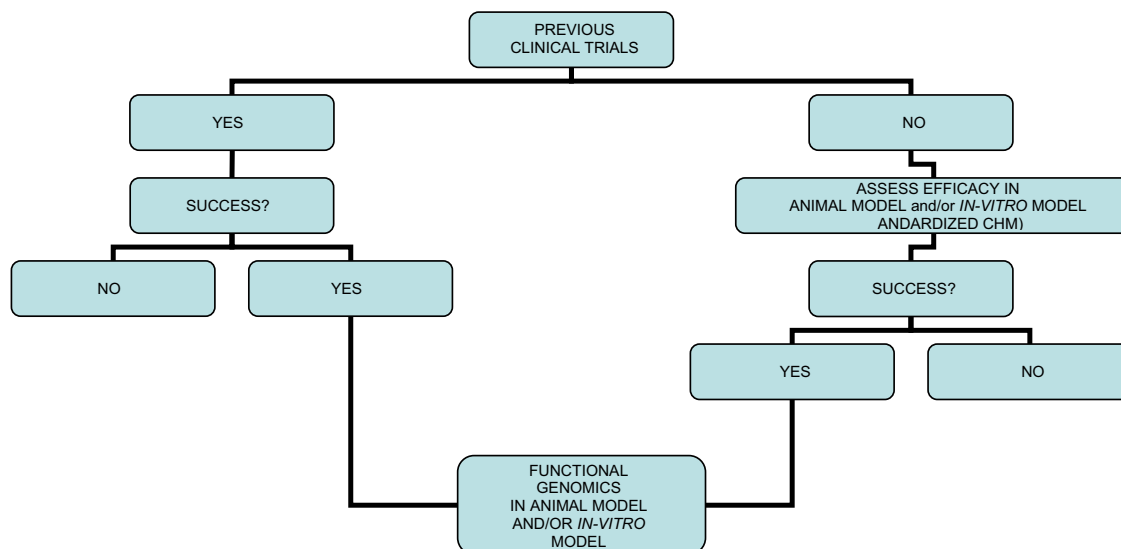 PREVIOUS
CLINICAL TRIALS
YES
NO
SUCCESS?
ASSESS EFFICACY IN
ANIMAL MODEL and/or IN-VITRO MODEL
ANDARDIZED CHM)
NO
YES
SUCCESS?
YES
NO
FUNCTIONAL
GENOMICS
IN ANIMAL MODEL
AND/OR IN-VITRO
MODEL